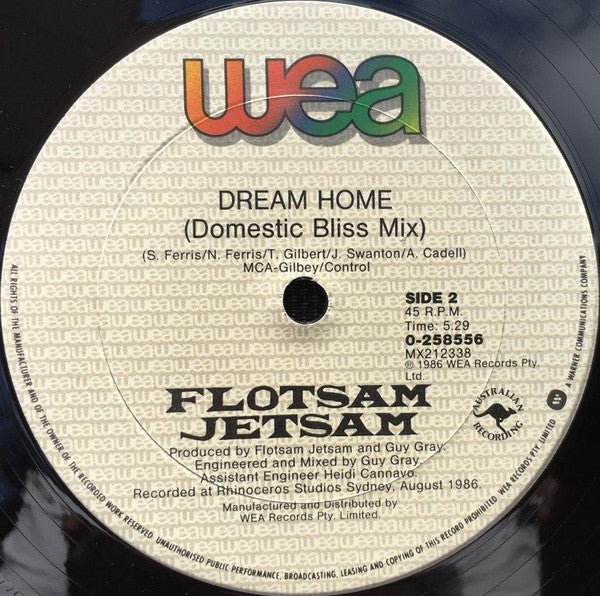 wea
DREAM HOME
(Domestic Bliss Mix)
(S. Ferris/N. Ferris/T. Gilbert/J. Swanton/A. Cadell)
MCA-Gilbey/Control
SIDE 2
45 R.P.M.
Time: 5.29
0-258556
MX212338
℗ 1986 WEA Records Pty.
Ltd.
FLOTSAM
JETSAM
AUSTRALIAN
RECORDING
Produced by Flotsam Jetsam and Guy Gray.
Engineered and Mixed by Guy Gray.
Assistant Engineer Heidi Cannavo.
Recorded at Rhinoceros Studios Sydney, August 1986.
Manufactured and Distributed by
WEA Records Pty. Limited.
ALL RIGHTS OF THE MANUFACTURER AND OF THE OWNER OF THE RECORDED WORK RESERVED. UNAUTHORISED PUBLIC PERFORMANCE, BROADCASTING, LEASING AND COPYING OF THIS RECORD PROHIBITED. WEA RECORDS PTY. LIMITED
A WARNER COMMUNICATIONS COMPANY